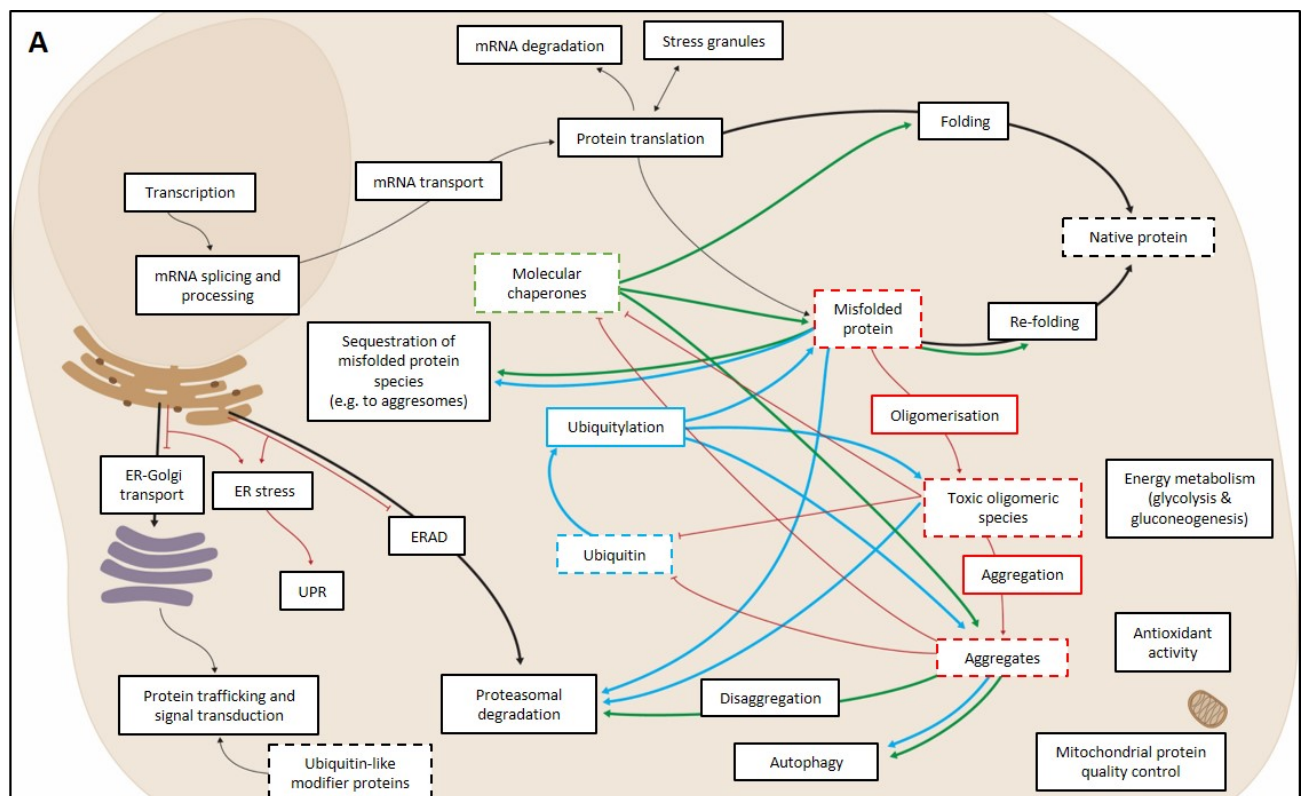 A
mRNA degradation
Stress granules
Protein translation
Folding
mRNA transport
Transcription
Native protein
mRNA splicing and
processing
Molecular
chaperones
Misfolded
protein
Re-folding
Sequestration of
misfolded protein
species
(e.g. to aggresomes)
Oligomerisation
Ubiquitylation
ER-Golgi
transport
ER stress
Toxic oligomeric
species
Energy metabolism
(glycolysis &
gluconeogenesis)
ERAD
Ubiquitin
Aggregation
UPR
Antioxidant
activity
Aggregates
Protein trafficking and
signal transduction
Proteasomal
degradation
Disaggregation
Autophagy
Mitochondrial protein
quality control
Ubiquitin-like
modifier proteins